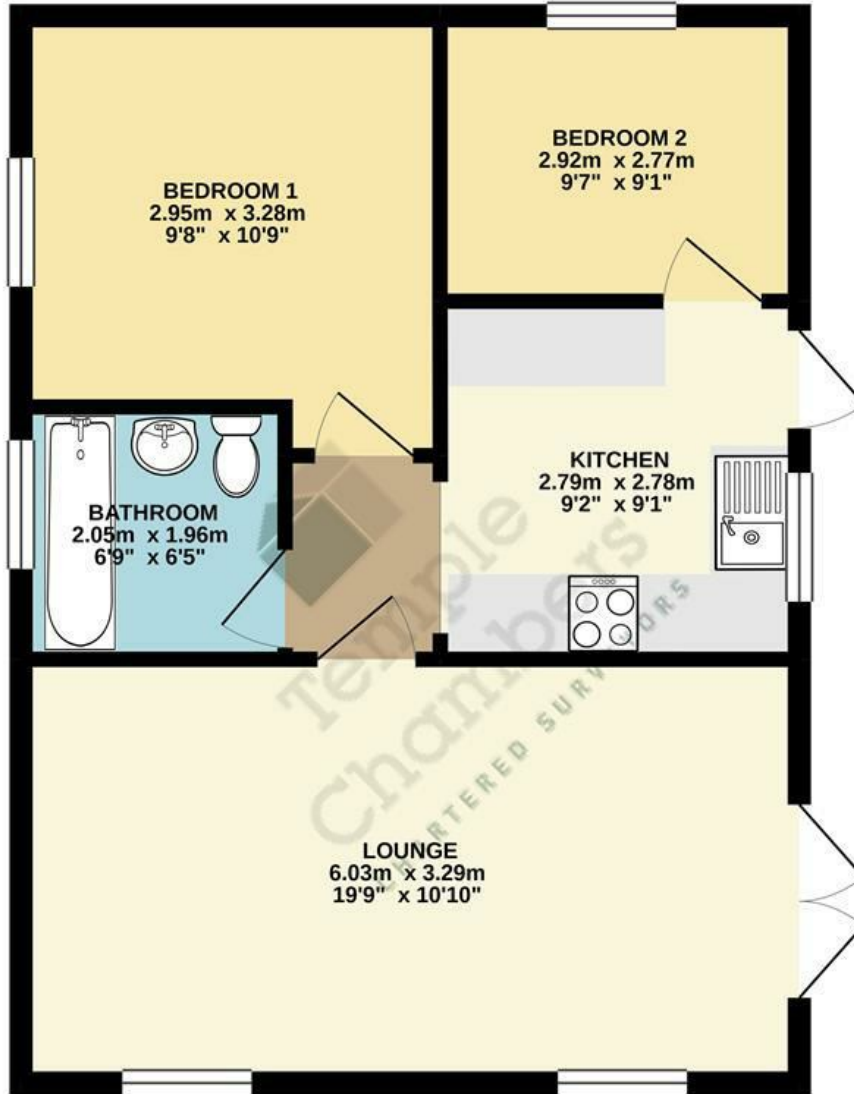 BEDROOM 1
2.95m x 3.28m
9'8" x 10'9"
BEDROOM 2
2.92m x 2.77m
9'7" x 9'1"
BATHROOM
2.05m x 1.96m
6'9" x 6'5"
KITCHEN
2.79m x 2.78m
9'2" x 9'1"
LOUNGE
6.03m x 3.29m
19'9" x 10'10"
Temple
Chambers
CHARTERED SURVEYORS